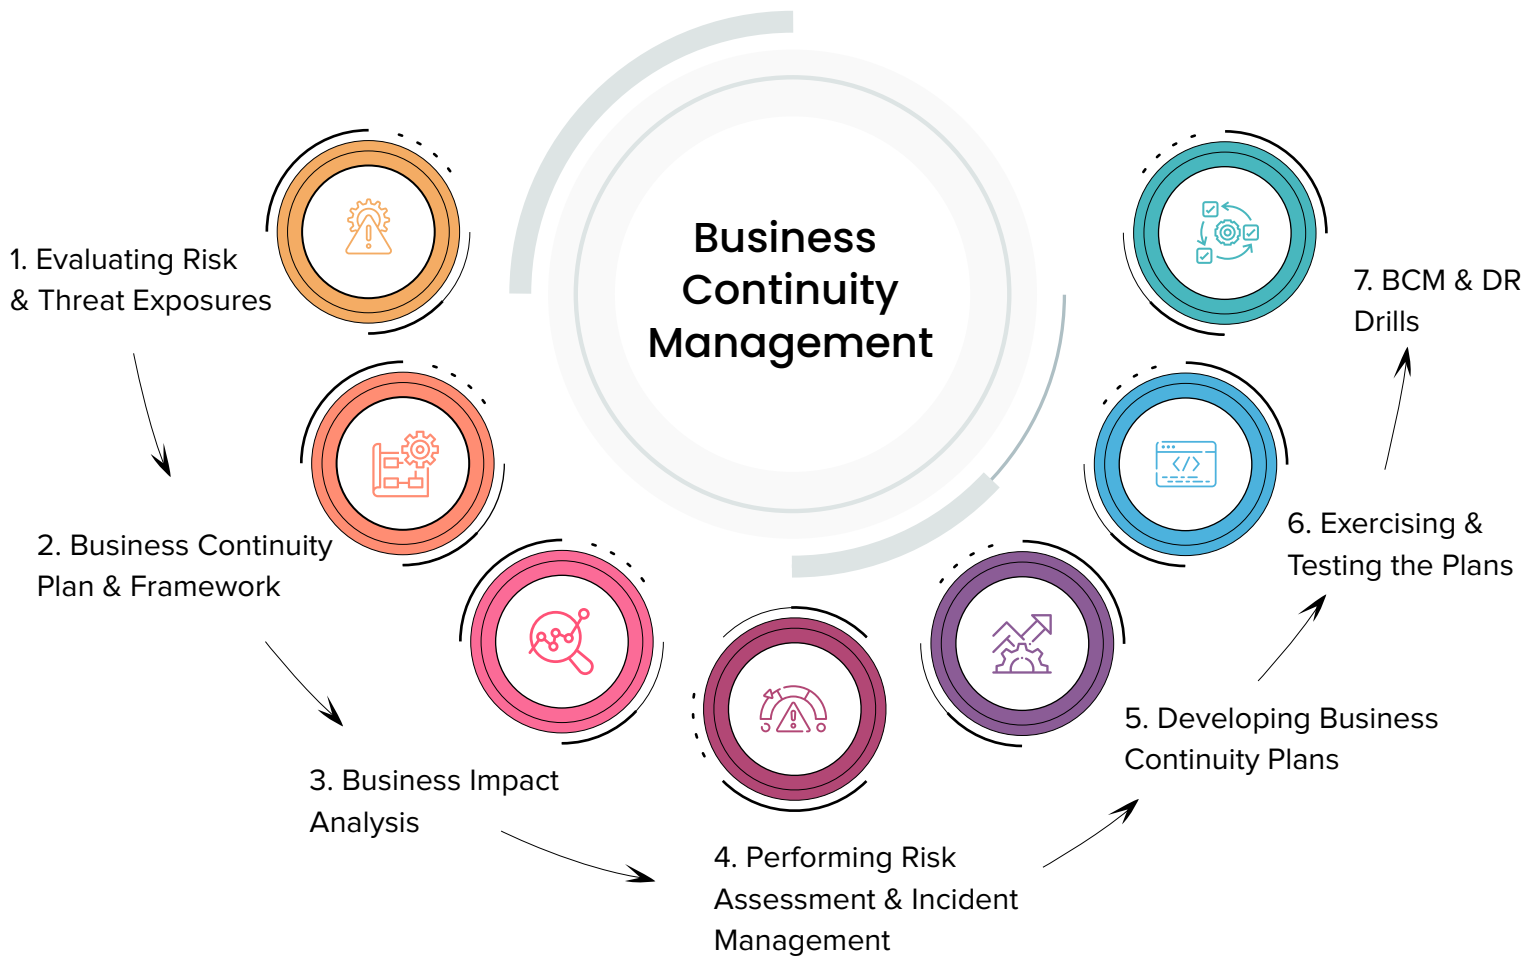 Business
Continuity
Management
1. Evaluating Risk
& Threat Exposures
2. Business Continuity
Plan & Framework
3. Business Impact
Analysis
4. Performing Risk
Assessment & Incident
Management
5. Developing Business
Continuity Plans
6. Exercising &
Testing the Plans
7. BCM & DR
Drills